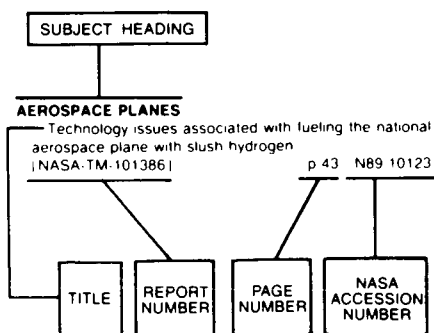 SUBJECT HEADING
AEROSPACE PLANES
Technology issues associated with fueling the national
aerospace plane with slush hydrogen
[NASA-TM-101386] p 43 N89 10123
TITLE REPORT NUMBER PAGE NUMBER NASA ACCESSION NUMBER